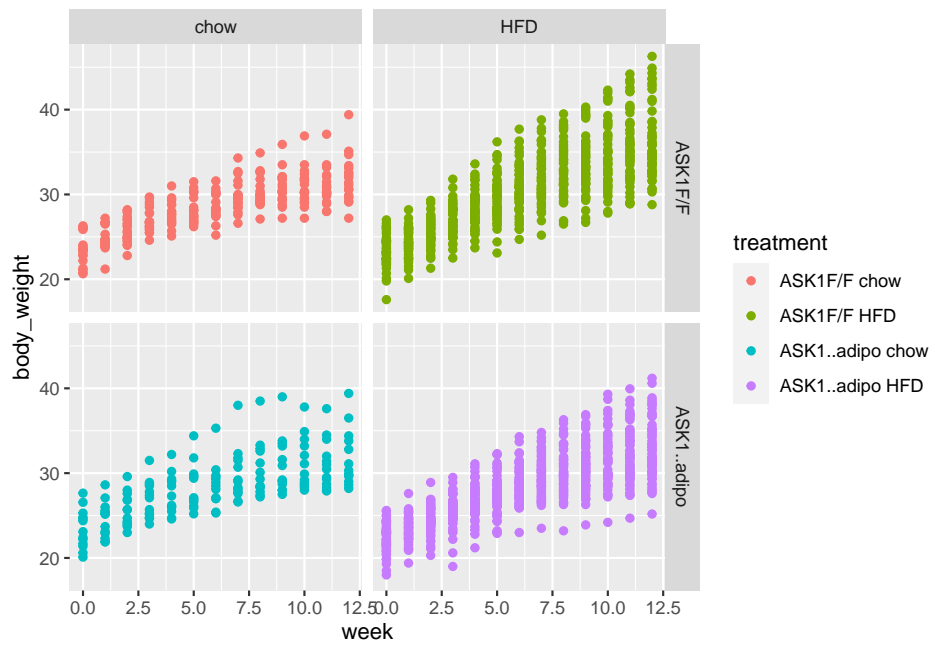 chow HFD
40
30
20
ASK1F/F
40
30
20
ASK1..adipo
body_weight
0.0 2.5 5.0 7.5 10.0 12.5
0.0 2.5 5.0 7.5 10.0 12.5
week
treatment
ASK1F/F chow
ASK1F/F HFD
ASK1..adipo chow
ASK1..adipo HFD